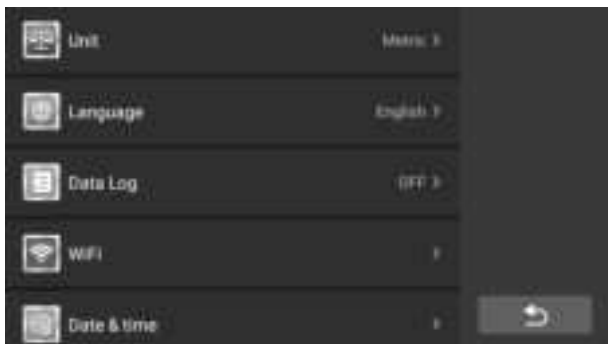 Unit Metric
Language English
Data Log OFF
WiFi
Date & time